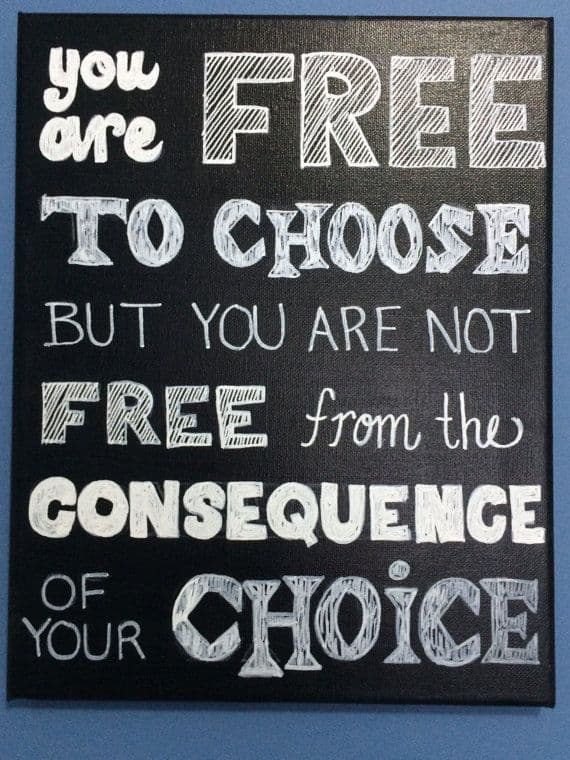 you are FREE
TO CHOOSE
BUT YOU ARE NOT
FREE from the
CONSEQUENCE
OF YOUR CHOiCE